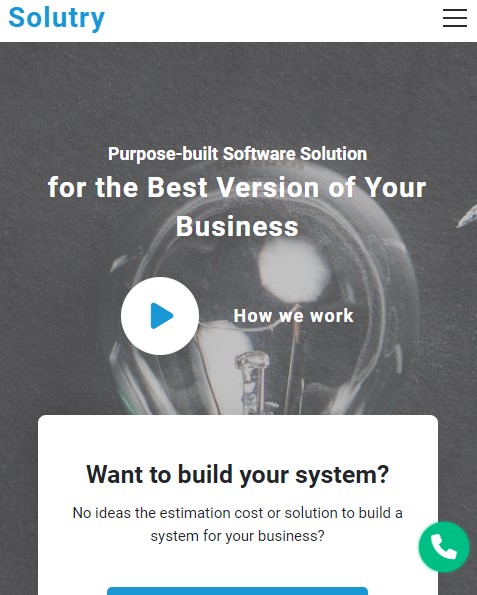 Solutry
Purpose-built Software Solution
for the Best Version of Your
Business
How we work
Want to build your system?
No ideas the estimation cost or solution to build a
system for your business?